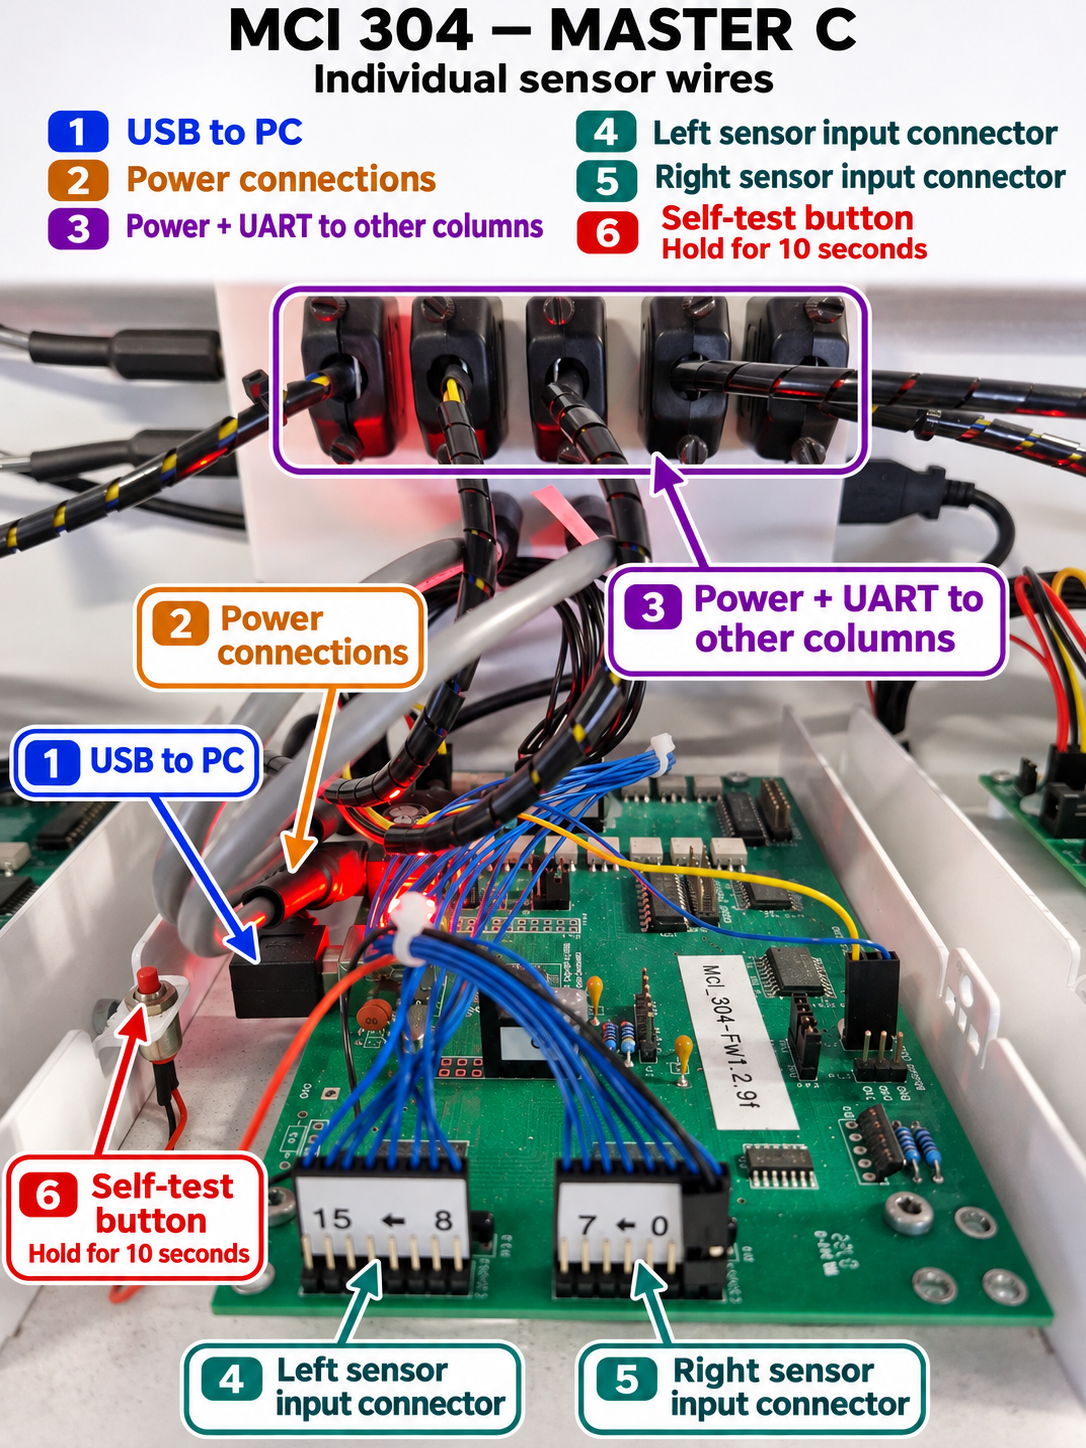 MCI 304 – MASTER C
Individual sensor wires
1 USB to PC
2 Power connections
3 Power + UART to other columns
4 Left sensor input connector
5 Right sensor input connector
6 Self-test button
Hold for 10 seconds
3 Power + UART to
other columns
2 Power
connections
1 USB to PC
MCI_304-FW1.2.9f
6 Self-test
button
Hold for 10 seconds
15 ← 8
7 ← 0
4 Left sensor
input connector
5 Right sensor
input connector